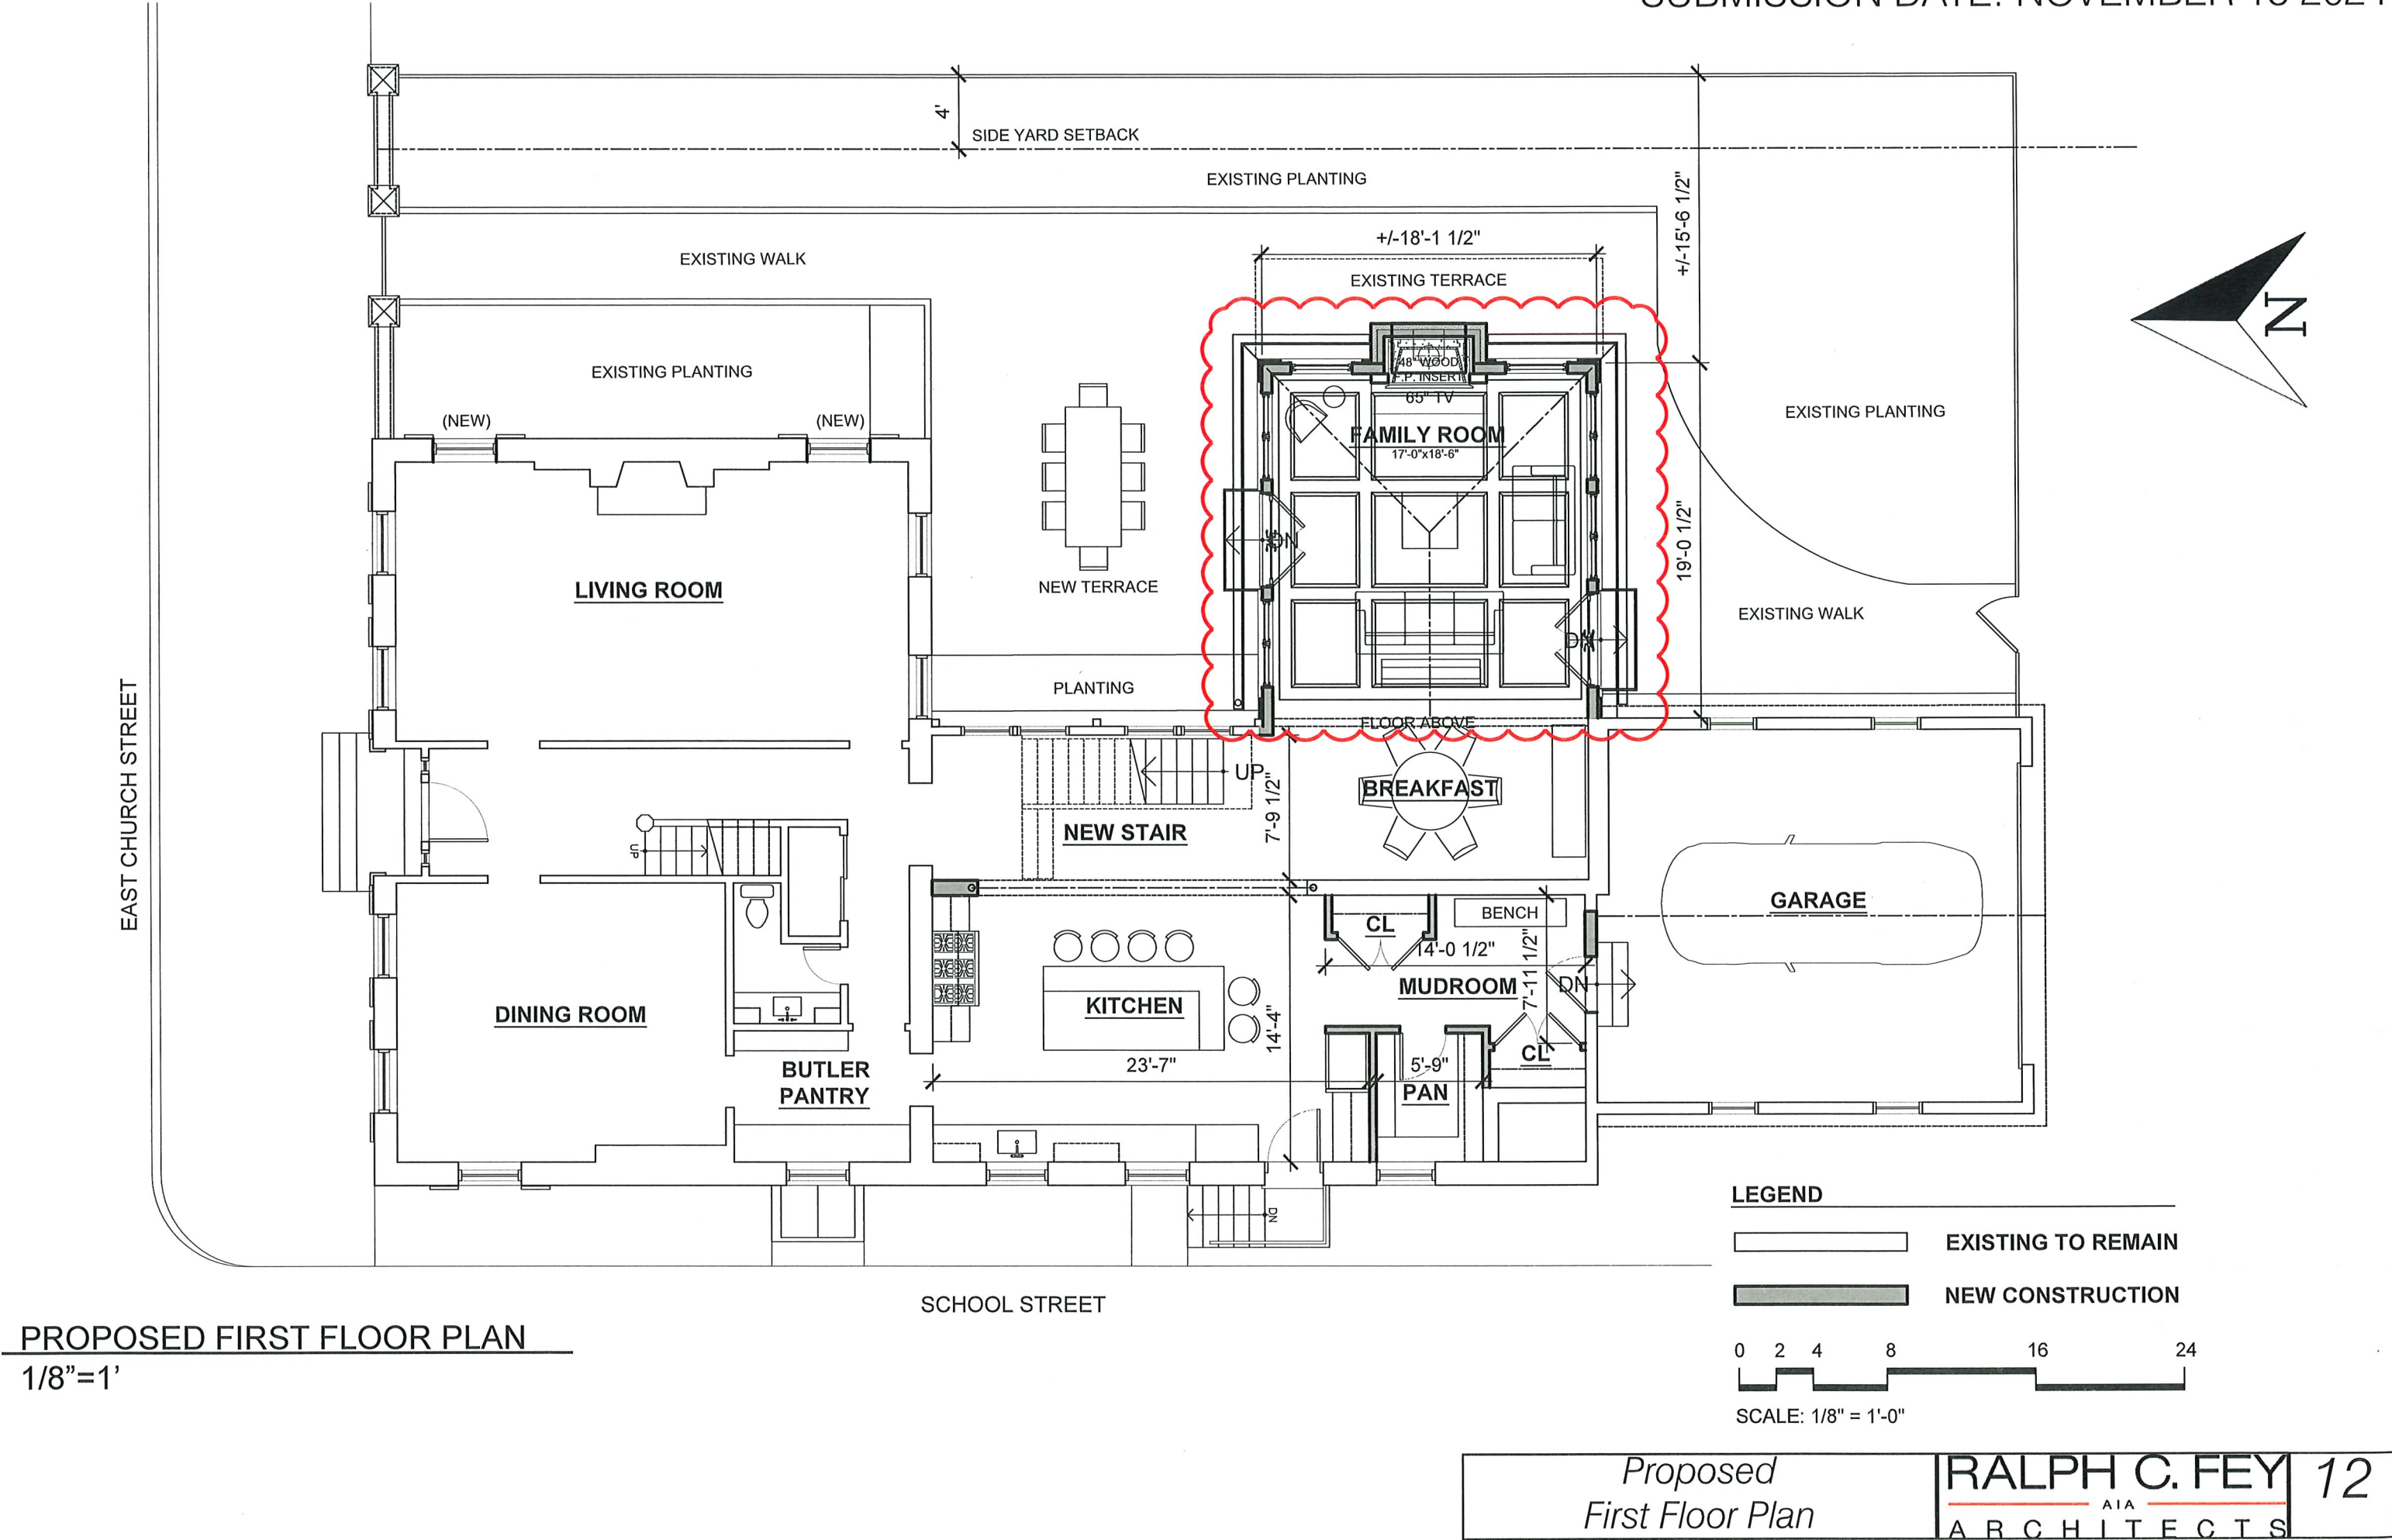 4'
SIDE YARD SETBACK
EXISTING PLANTING
+/-15'-6 1/2"
+/-18'-1 1/2"
EXISTING WALK
EXISTING TERRACE
N
EXISTING PLANTING
48" WOOD
F.P. INSERT
65" TV
EXISTING PLANTING
(NEW)
(NEW)
FAMILY ROOM
17'-0"x18'-6"
19'-0 1/2"
DN
LIVING ROOM
NEW TERRACE
EXISTING WALK
DN
PLANTING
FLOOR ABOVE
EAST CHURCH STREET
UP
7'-9 1/2"
BREAKFAST
NEW STAIR
UP
GARAGE
CL
BENCH
14'-0 1/2"
7'-11 1/2"
MUDROOM
DN
DINING ROOM
KITCHEN
14'-4"
CL
BUTLER
PANTRY
23'-7"
5'-9"
PAN
DN
LEGEND
EXISTING TO REMAIN
NEW CONSTRUCTION
SCHOOL STREET
PROPOSED FIRST FLOOR PLAN
1/8”=1’
0 2 4 8 16 24
SCALE: 1/8" = 1'-0"
Proposed
First Floor Plan
RALPH C. FEY
AIA
ARCHITECTS
12